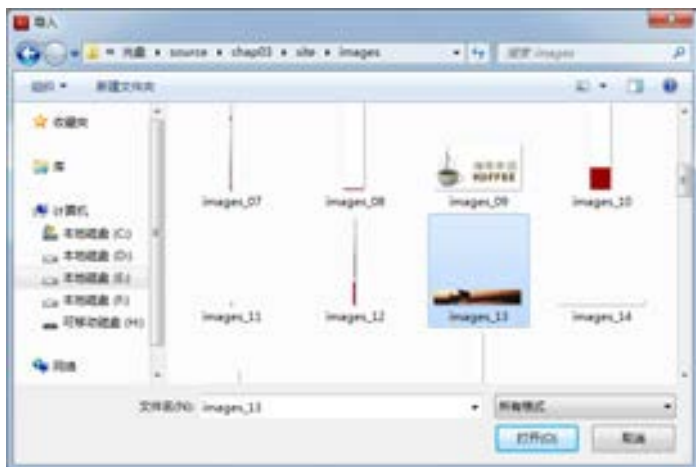 导入
光盘 ▸ source ▸ chap03 ▸ site ▸ images
搜索 images
组织 ▾ 新建文件夹
收藏夹
库
计算机
本地磁盘 (C:)
本地磁盘 (D:)
本地磁盘 (E:)
本地磁盘 (F:)
可移动磁盘 (H:)
网络
KOFFEE
images_07
images_08
images_09
images_10
images_11
images_12
images_13
images_14
文件名(N): images_13
所有格式
打开(O)
取消